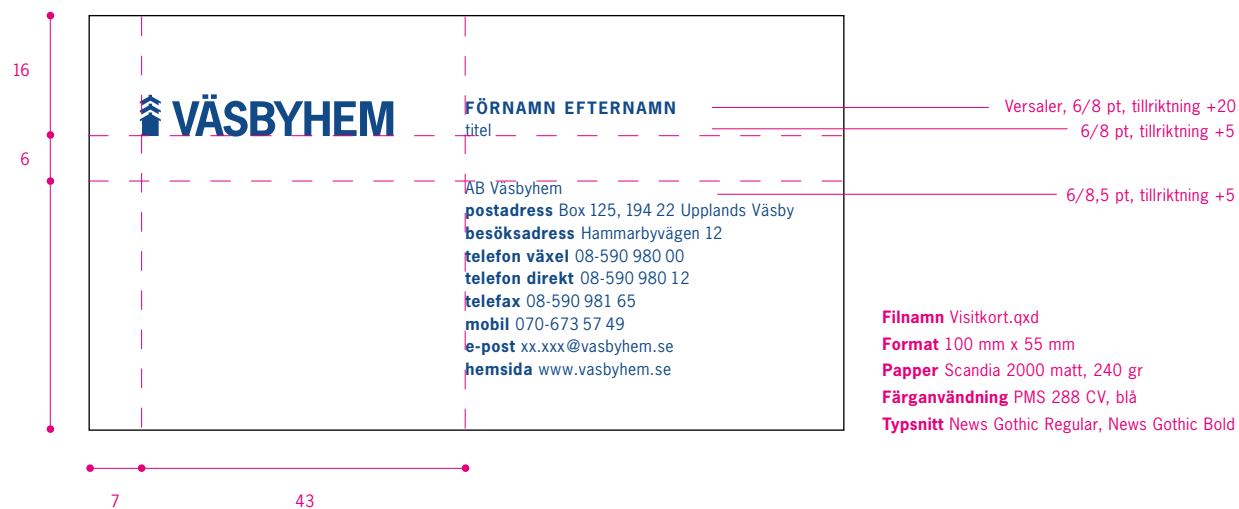 16
6
VÄSBYHEM
FÖRNAMN EFTERNAMN
titel
Versaler, 6/8 pt, tillriktning +20
6/8 pt, tillriktning +5
AB Väsbyhem
postadress Box 125, 194 22 Upplands Väsby
besöksadress Hammarbyvägen 12
telefon växel 08-590 980 00
telefon direkt 08-590 980 12
telefax 08-590 981 65
mobil 070-673 57 49
e-post xx.xxx@vasbyhem.se
hemsida www.vasbyhem.se
6/8,5 pt, tillriktning +5
Filnamn Visitkort.qxd
Format 100 mm x 55 mm
Papper Scandia 2000 matt, 240 gr
Färganvändning PMS 288 CV, blå
Typsnitt News Gothic Regular, News Gothic Bold
7
43